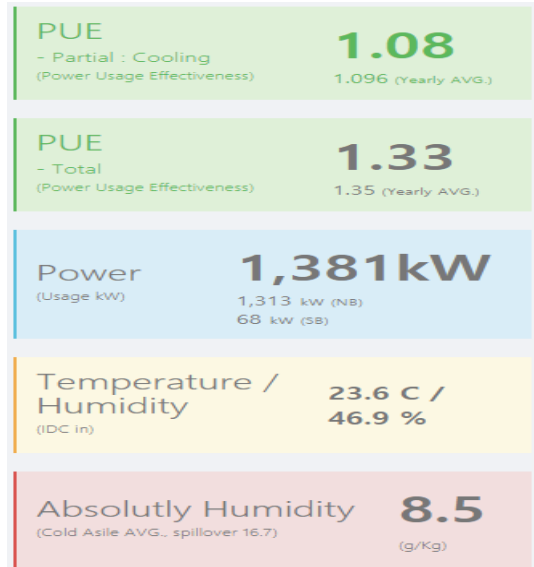 PUE
- Partial : Cooling
(Power Usage Effectiveness)
1.08
1.096 (Yearly AVG.)
PUE
- Total
(Power Usage Effectiveness)
1.33
1.35 (Yearly AVG.)
Power
(Usage kW)
1,381kW
1,313 kW (NB)
68 kW (SB)
Temperature /
Humidity
(IDC in)
23.6 C /
46.9 %
Absolutly Humidity
(Cold Asile AVG., spillover 16.7)
8.5
(g/Kg)